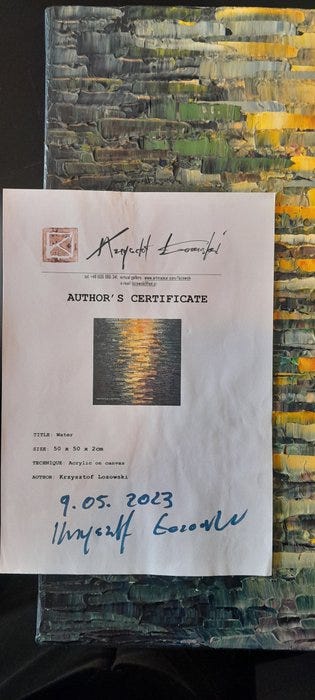 Krzysztof Łozowski
AUTHOR'S CERTIFICATE
TITLE: Water
SIZE: 50 x 50 x 2cm
TECHNIQUE: Acrylic on canvas
AUTHOR: Krzysztof Lozowski
9.05. 2023
Krzysztof Łozowski